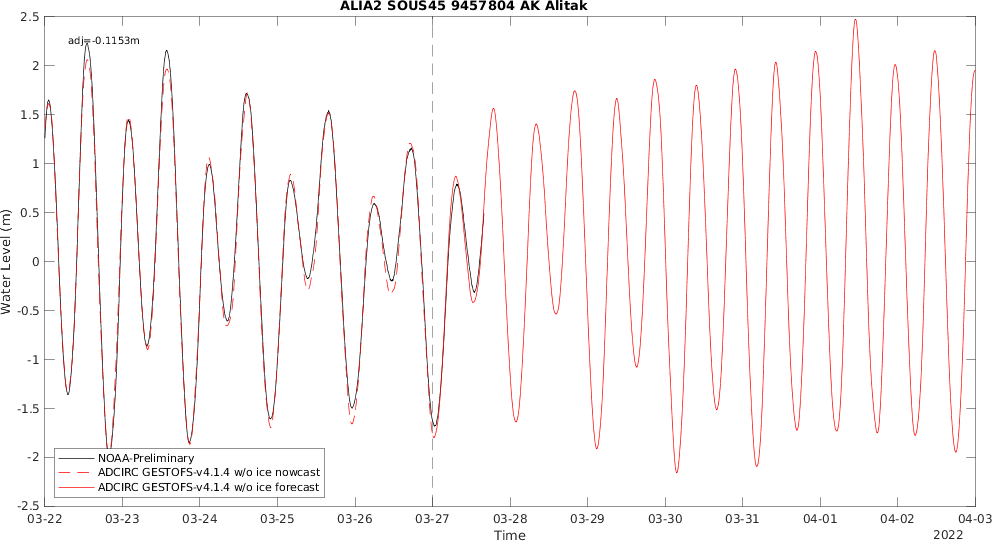 ALIA2 SOUS45 9457804 AK Alitak
adj=-0.1153m
2.5
2
1.5
1
0.5
0
-0.5
-1
-1.5
-2
-2.5
Water Level (m)
NOAA-Preliminary
ADCIRC GESTOFS-v4.1.4 w/o ice nowcast
ADCIRC GESTOFS-v4.1.4 w/o ice forecast
03-22 03-23 03-24 03-25 03-26 03-27 03-28 03-29 03-30 03-31 04-01 04-02 04-03
Time
2022